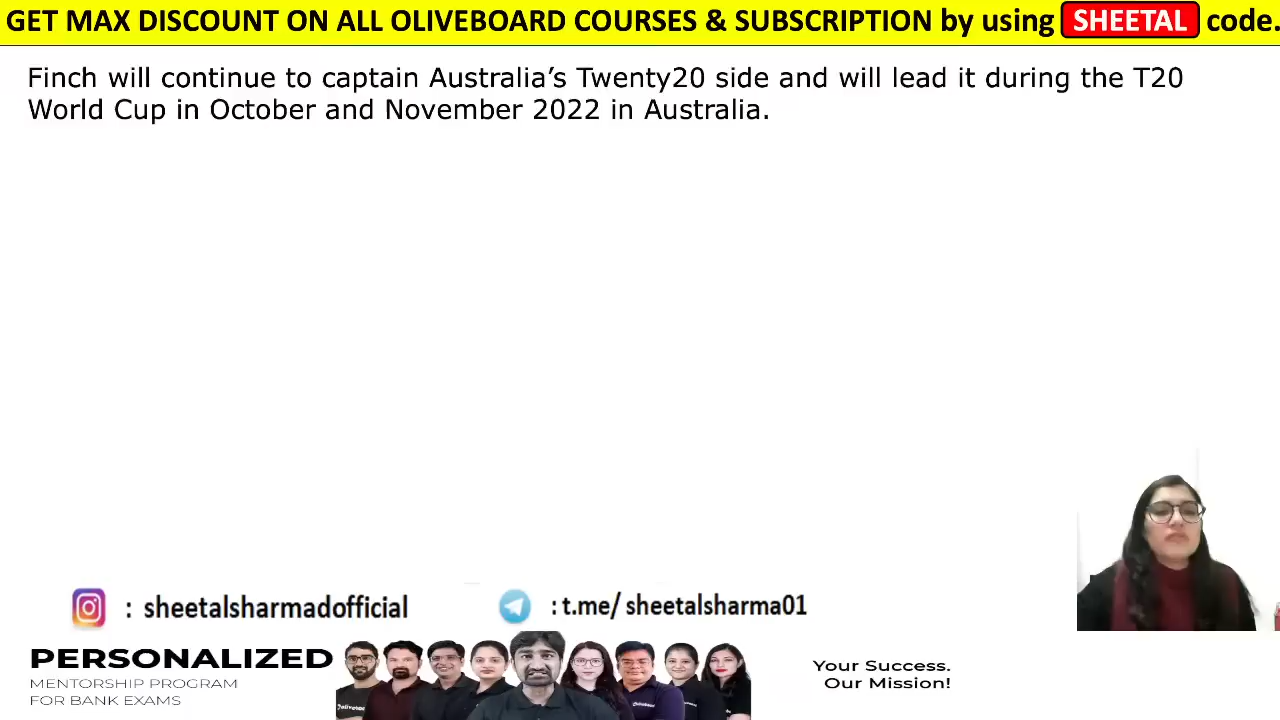 GET MAX DISCOUNT ON ALL OLIVEBOARD COURSES & SUBSCRIPTION by using SHEETAL code.
Finch will continue to captain Australia’s Twenty20 side and will lead it during the T20
World Cup in October and November 2022 in Australia.
: sheetalsharmadofficial
: t.me/ sheetalsharma01
PERSONALIZED
MENTORSHIP PROGRAM
FOR BANK EXAMS
Your Success.
Our Mission!